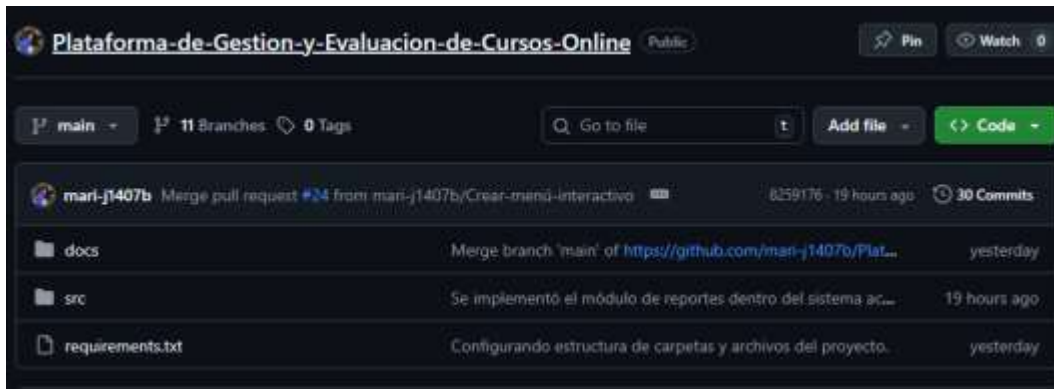 Plataforma-de-Gestion-y-Evaluacion-de-Cursos-Online Public Pin Watch 0
main 11 Branches 0 Tags Go to file t Add file <> Code
mari-j1407b Merge pull request #24 from mari-j1407b/Crear-menú-interactivo 8259176 · 19 hours ago 30 Commits
docs Merge branch 'main' of https://github.com/mari-j1407b/Plat... yesterday
src Se implementó el módulo de reportes dentro del sistema ac... 19 hours ago
requirements.txt Configurando estructura de carpetas y archivos del proyecto. yesterday